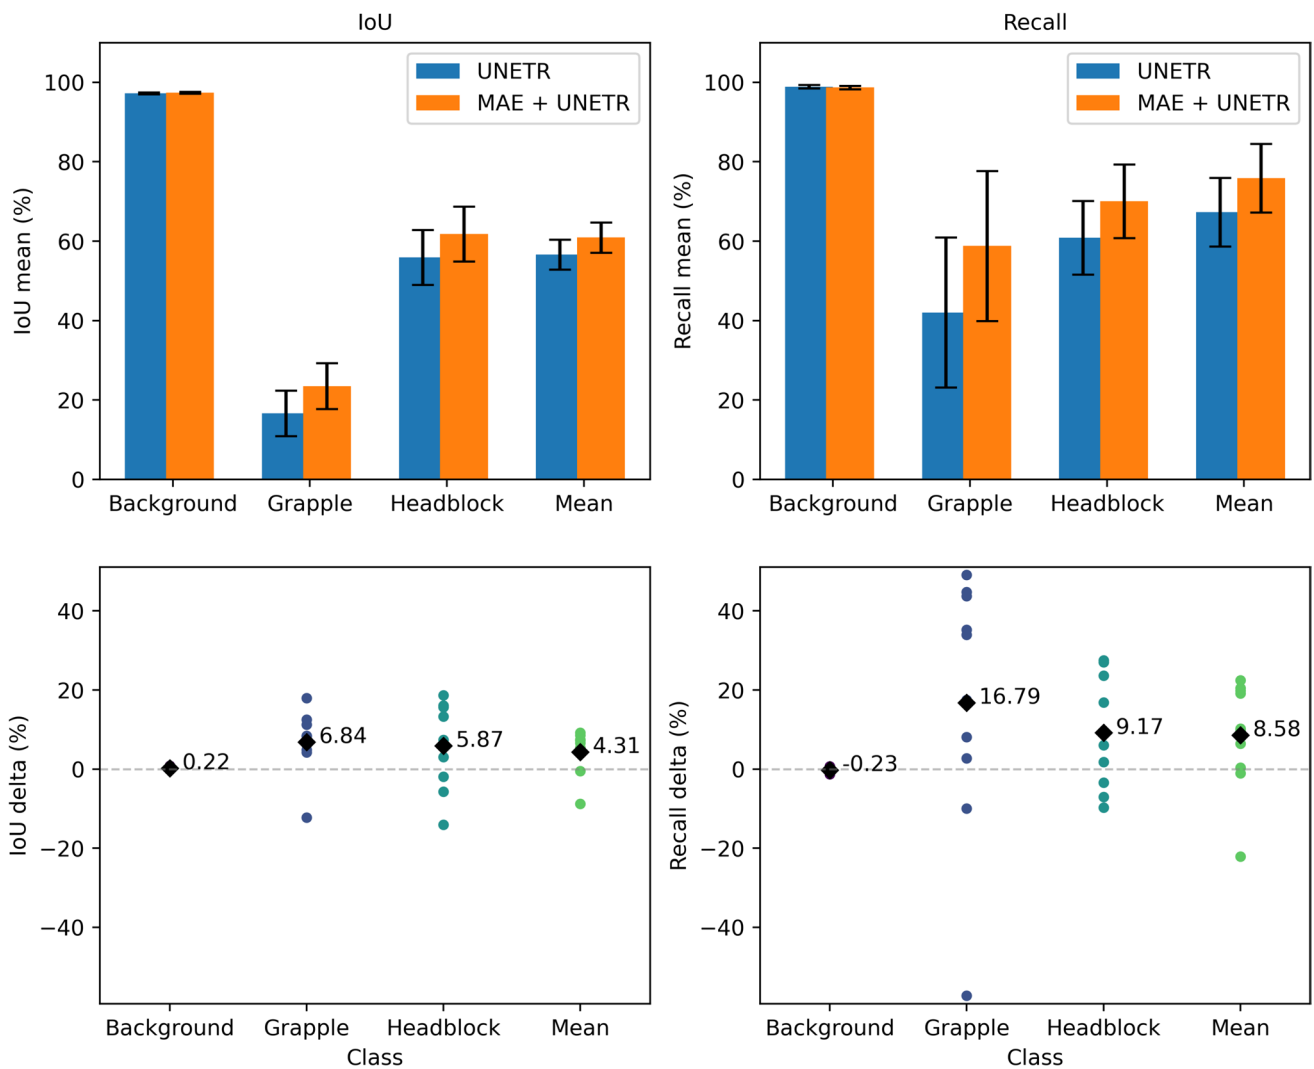 IoU
IoU mean (%)
100
80
60
40
20
0
UNETR
MAE + UNETR
Background Grapple Headblock Mean
Recall
Recall mean (%)
100
80
60
40
20
0
UNETR
MAE + UNETR
Background Grapple Headblock Mean
IoU delta (%)
40
20
0
−20
−40
0.22
6.84
5.87
4.31
Background Grapple Headblock Mean
Class
Recall delta (%)
40
20
0
−20
−40
-0.23
16.79
9.17
8.58
Background Grapple Headblock Mean
Class